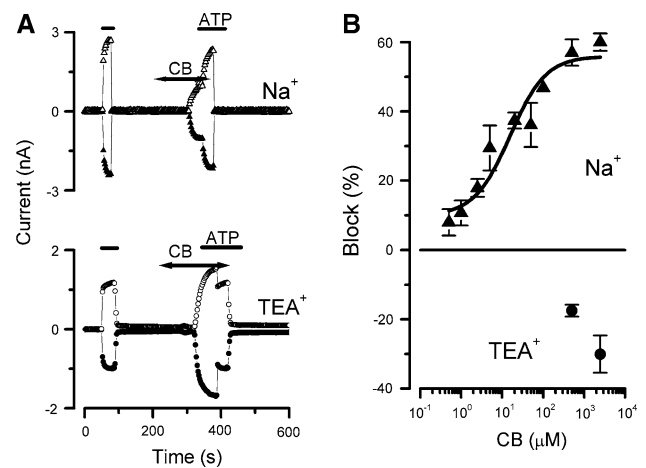 A
ATP
3
CB
Na⁺
0
-3
Current (nA)
ATP
2
CB
TEA⁺
0
-2
0 200 400 600
Time (s)
B
60
40
Na⁺
20
0
-20
TEA⁺
-40
Block (%)
10⁻¹ 10⁰ 10¹ 10² 10³ 10⁴
CB (μM)